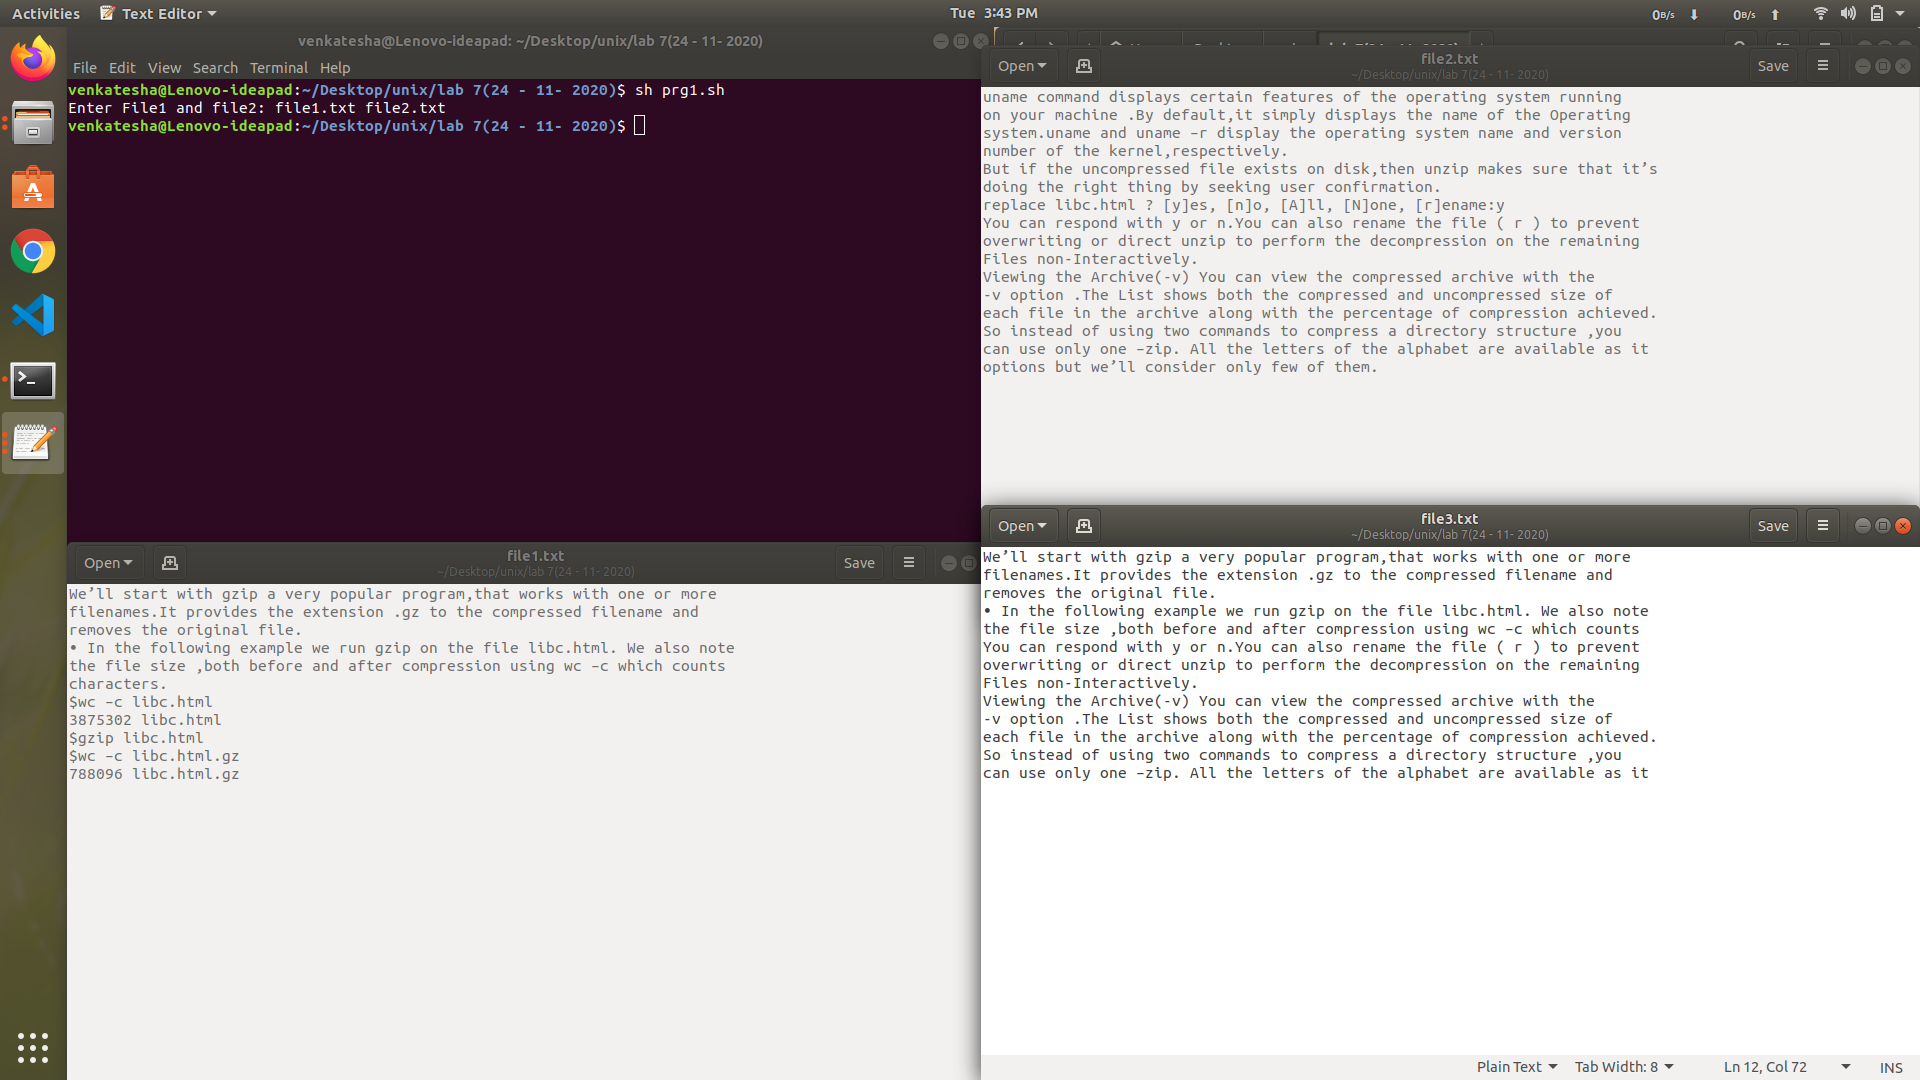 Activities
Text Editor
Tue 3:43 PM
0B/s
0B/s
venkatesha@Lenovo-ideapad: ~/Desktop/unix/lab 7(24 - 11- 2020)
File Edit View Search Terminal Help
venkatesha@Lenovo-ideapad:~/Desktop/unix/lab 7(24 - 11- 2020)$ sh prg1.sh
Enter File1 and file2: file1.txt file2.txt
venkatesha@Lenovo-ideapad:~/Desktop/unix/lab 7(24 - 11- 2020)$
Open
file2.txt
~/Desktop/unix/lab 7(24 - 11- 2020)
Save
uname command displays certain features of the operating system running
on your machine .By default,it simply displays the name of the Operating
system.uname and uname –r display the operating system name and version
number of the kernel,respectively.
But if the uncompressed file exists on disk,then unzip makes sure that it’s
doing the right thing by seeking user confirmation.
replace libc.html ? [y]es, [n]o, [A]ll, [N]one, [r]ename:y
You can respond with y or n.You can also rename the file ( r ) to prevent
overwriting or direct unzip to perform the decompression on the remaining
Files non-Interactively.
Viewing the Archive(-v) You can view the compressed archive with the
-v option .The List shows both the compressed and uncompressed size of
each file in the archive along with the percentage of compression achieved.
So instead of using two commands to compress a directory structure ,you
can use only one –zip. All the letters of the alphabet are available as it
options but we’ll consider only few of them.
Open
file1.txt
~/Desktop/unix/lab 7(24 - 11- 2020)
Save
We’ll start with gzip a very popular program,that works with one or more
filenames.It provides the extension .gz to the compressed filename and
removes the original file.
• In the following example we run gzip on the file libc.html. We also note
the file size ,both before and after compression using wc –c which counts
characters.
$wc –c libc.html
3875302 libc.html
$gzip libc.html
$wc –c libc.html.gz
788096 libc.html.gz
Open
file3.txt
~/Desktop/unix/lab 7(24 - 11- 2020)
Save
We’ll start with gzip a very popular program,that works with one or more
filenames.It provides the extension .gz to the compressed filename and
removes the original file.
• In the following example we run gzip on the file libc.html. We also note
the file size ,both before and after compression using wc –c which counts
You can respond with y or n.You can also rename the file ( r ) to prevent
overwriting or direct unzip to perform the decompression on the remaining
Files non-Interactively.
Viewing the Archive(-v) You can view the compressed archive with the
-v option .The List shows both the compressed and uncompressed size of
each file in the archive along with the percentage of compression achieved.
So instead of using two commands to compress a directory structure ,you
can use only one –zip. All the letters of the alphabet are available as it
Plain Text
Tab Width: 8
Ln 12, Col 72
INS